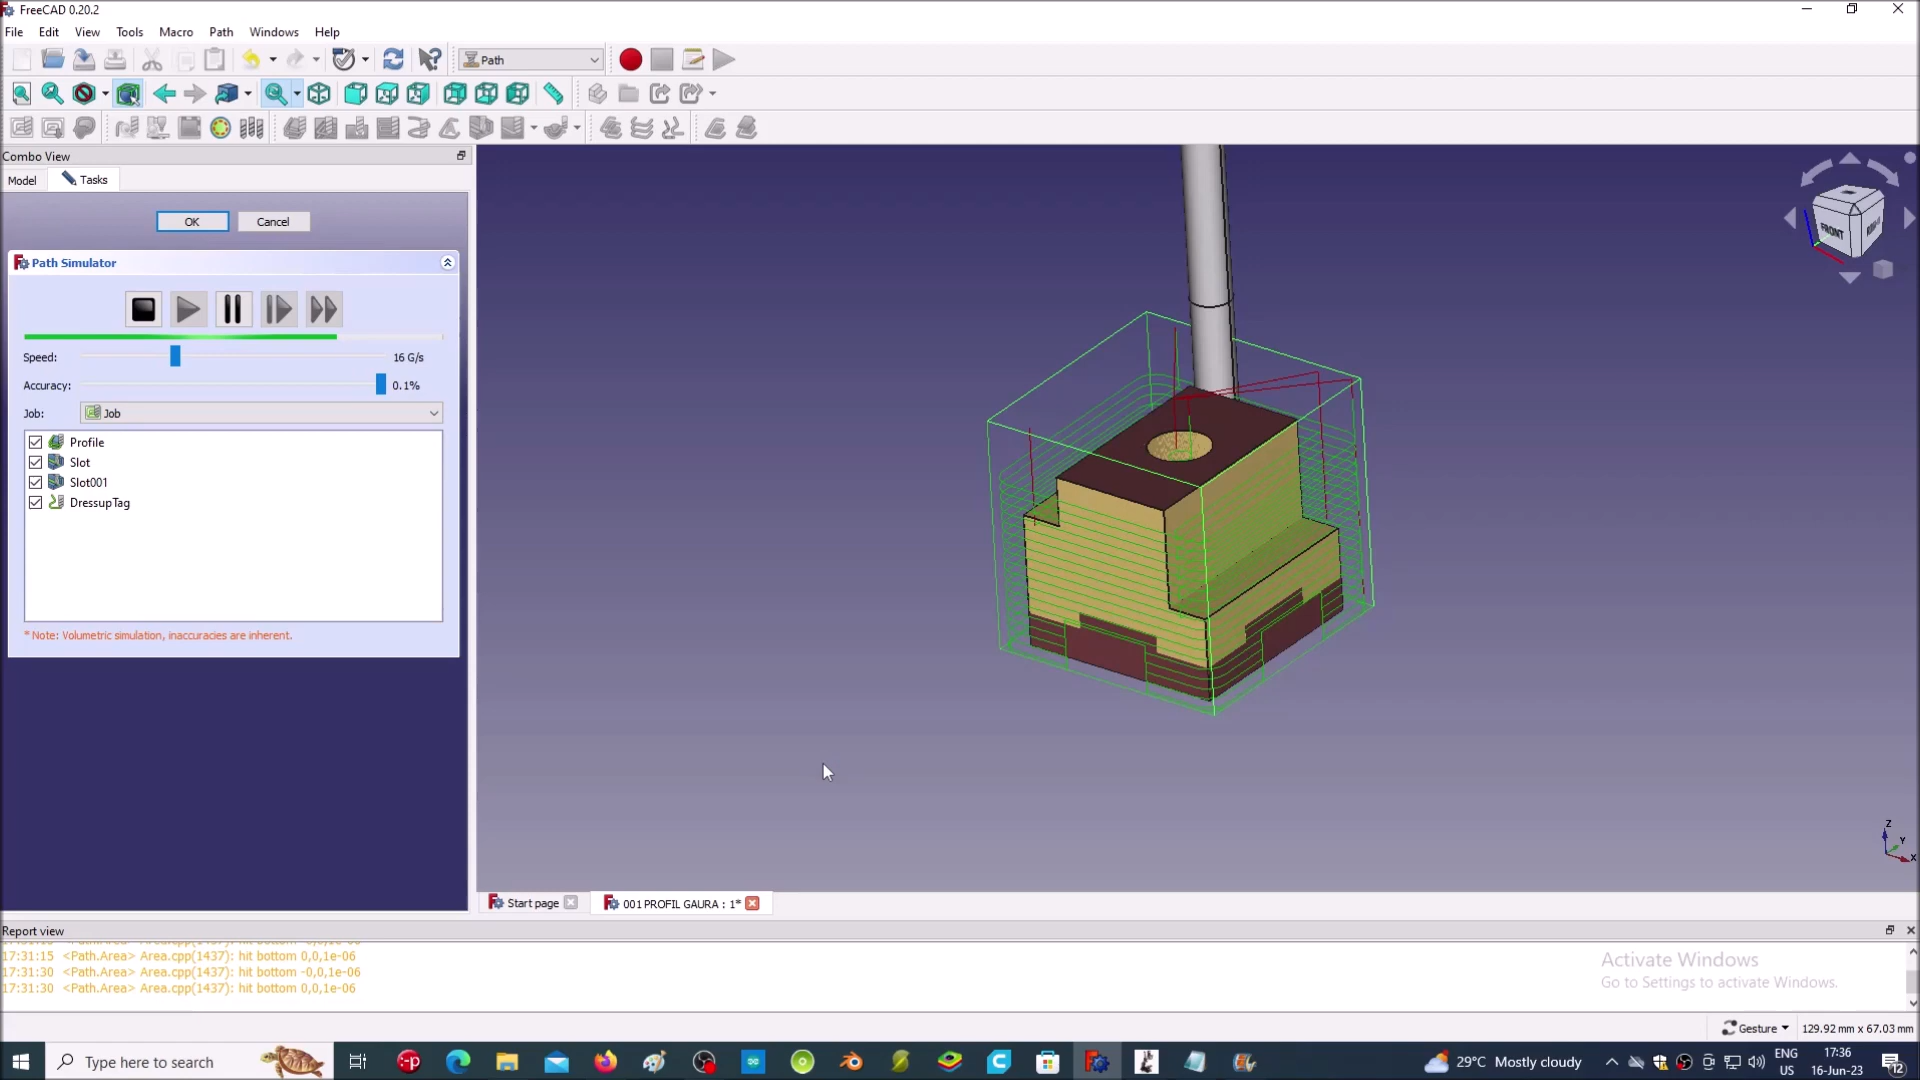 FreeCAD 0.20.2
File Edit View Tools Macro Path Windows Help
Path
Combo View
Model Tasks
OK Cancel
Path Simulator
Speed: 16 G/s
Accuracy: 0.1%
Job: Job
Profile
Slot
Slot001
DressupTag
* Note: Volumetric simulation, inaccuracies are inherent.
FRONT
Z
Y
X
Start page 001 PROFIL GAURA : 1*
Report view
17:31:15 <Path.Area> Area.cpp(1437): hit bottom 0,0,1e-06
17:31:30 <Path.Area> Area.cpp(1437): hit bottom -0,0,1e-06
17:31:30 <Path.Area> Area.cpp(1437): hit bottom 0,0,1e-06
Activate Windows
Go to Settings to activate Windows.
Gesture 129.92 mm x 67.03 mm
Type here to search
29°C Mostly cloudy
ENG
US
17:36
16-Jun-23
12